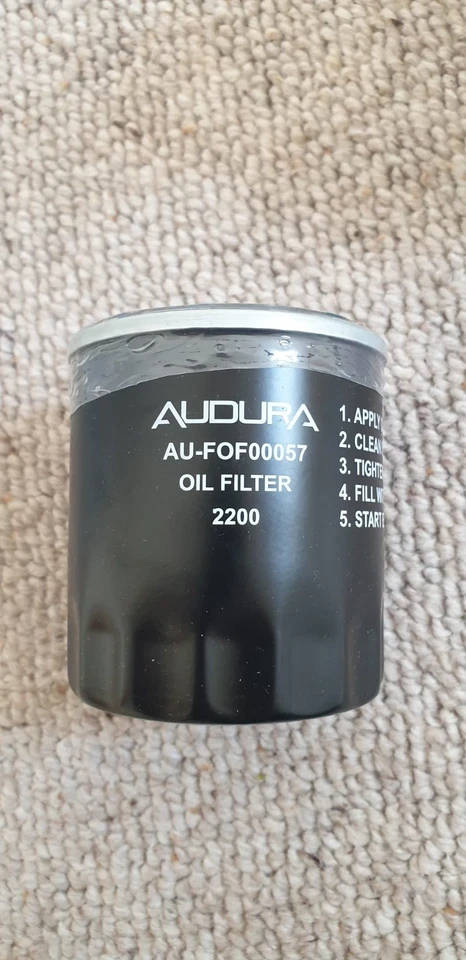 AUDURA
AU-FOF00057
OIL FILTER
2200
1. APPLY
2. CLEAN
3.
4. FILL
5. START